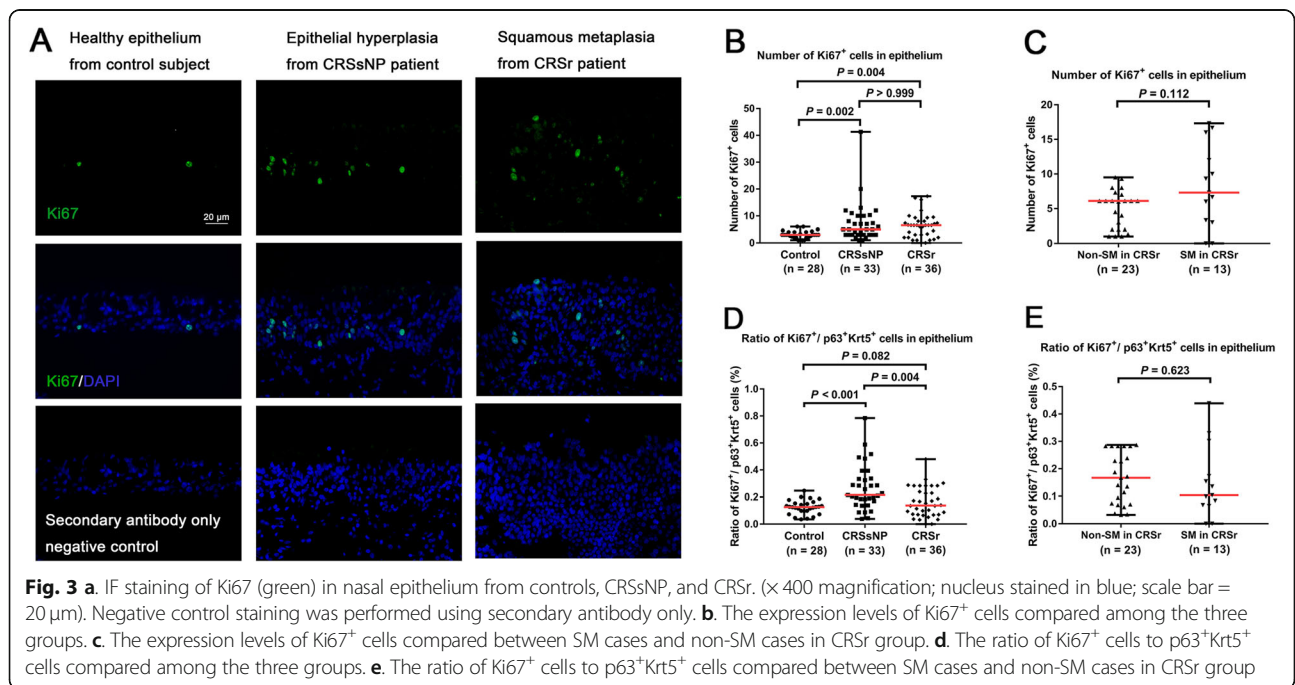 A
Healthy epithelium
from control subject
Epithelial hyperplasia
from CRSsNP patient
Squamous metaplasia
from CRSr patient
Ki67
20 μm
Ki67/DAPI
Secondary antibody only
negative control
B
Number of Ki67⁺ cells in epithelium
P = 0.004
P > 0.999
P = 0.002
Number of Ki67⁺ cells
50
40
30
20
10
0
Control
(n = 28)
CRSsNP
(n = 33)
CRSr
(n = 36)
C
Number of Ki67⁺ cells in epithelium
P = 0.112
Number of Ki67⁺ cells
20
15
10
5
0
Non-SM in CRSr
(n = 23)
SM in CRSr
(n = 13)
D
Ratio of Ki67⁺/ p63⁺Krt5⁺ cells in epithelium
P = 0.082
P = 0.004
P < 0.001
Ratio of Ki67⁺/ p63⁺Krt5⁺ cells (%)
1.0
0.8
0.6
0.4
0.2
0.0
Control
(n = 28)
CRSsNP
(n = 33)
CRSr
(n = 36)
E
Ratio of Ki67⁺/ p63⁺Krt5⁺ cells in epithelium
P = 0.623
Ratio of Ki67⁺/ p63⁺Krt5⁺ cells (%)
0.5
0.4
0.3
0.2
0.1
0.0
Non-SM in CRSr
(n = 23)
SM in CRSr
(n = 13)
Fig. 3 a. IF staining of Ki67 (green) in nasal epithelium from controls, CRSsNP, and CRSr. (× 400 magnification; nucleus stained in blue; scale bar =
20 μm). Negative control staining was performed using secondary antibody only. b. The expression levels of Ki67⁺ cells compared among the three
groups. c. The expression levels of Ki67⁺ cells compared between SM cases and non-SM cases in CRSr group. d. The ratio of Ki67⁺ cells to p63⁺Krt5⁺
cells compared among the three groups. e. The ratio of Ki67⁺ cells to p63⁺Krt5⁺ cells compared between SM cases and non-SM cases in CRSr group